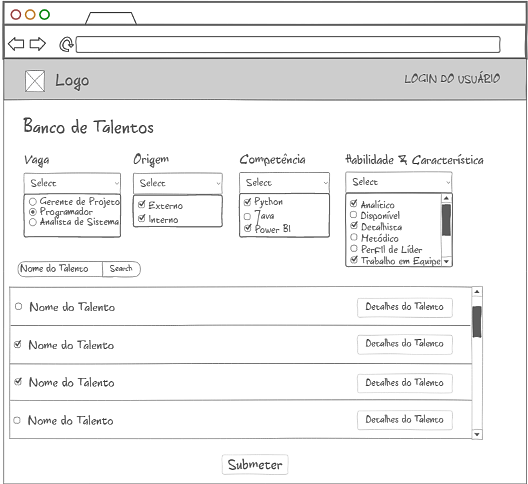 Logo
LOGIN DO USUÁRIO
Banco de Talentos
Vaga
Origem
Competência
Habilidade & Característica
Select
Select
Select
Select
Gerente de Projeto
Programador
Analista de Sistema
Externo
Interno
Python
Java
Power BI
Analítico
Disponível
Detalhista
Metódico
Perfil de Líder
Trabalho em Equipe
Nome do Talento
Search
Nome do Talento
Detalhes do Talento
Nome do Talento
Detalhes do Talento
Nome do Talento
Detalhes do Talento
Nome do Talento
Detalhes do Talento
Submeter